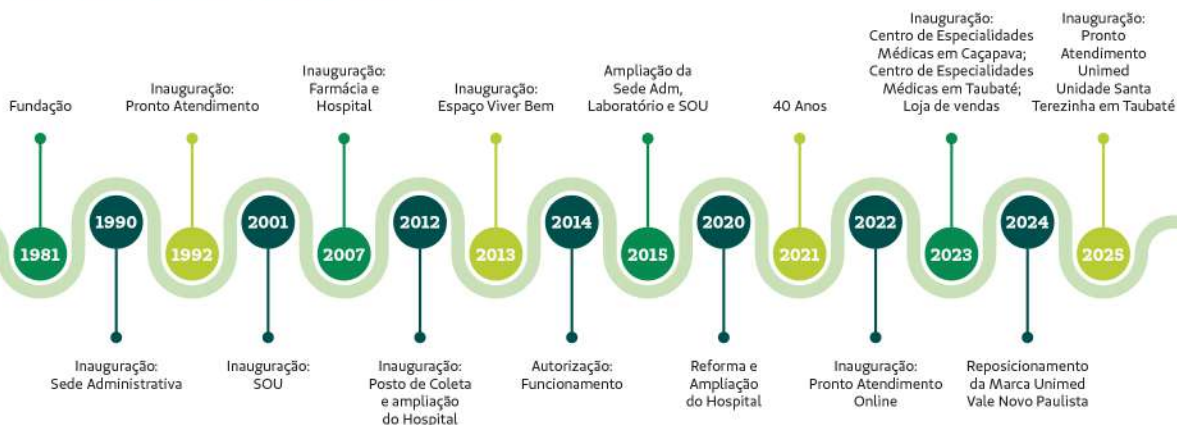 Fundação
1981
1990
Inauguração:
Sede Administrativa
Inauguração:
Pronto Atendimento
1992
2001
Inauguração:
SOU
Inauguração:
Farmácia e
Hospital
2007
2012
Inauguração:
Posto de Coleta
e ampliação
do Hospital
Inauguração:
Espaço Viver Bem
2013
2014
Autorização:
Funcionamento
Ampliação da
Sede Adm,
Laboratório e SOU
2015
2020
Reforma e
Ampliação
do Hospital
40 Anos
2021
2022
Inauguração:
Pronto Atendimento
Online
Inauguração:
Centro de Especialidades
Médicas em Caçapava;
Centro de Especialidades
Médicas em Taubaté;
Loja de vendas
2023
2024
Reposicionamento
da Marca Unimed
Vale Novo Paulista
Inauguração:
Pronto
Atendimento
Unimed
Unidade Santa
Terezinha em Taubaté
2025